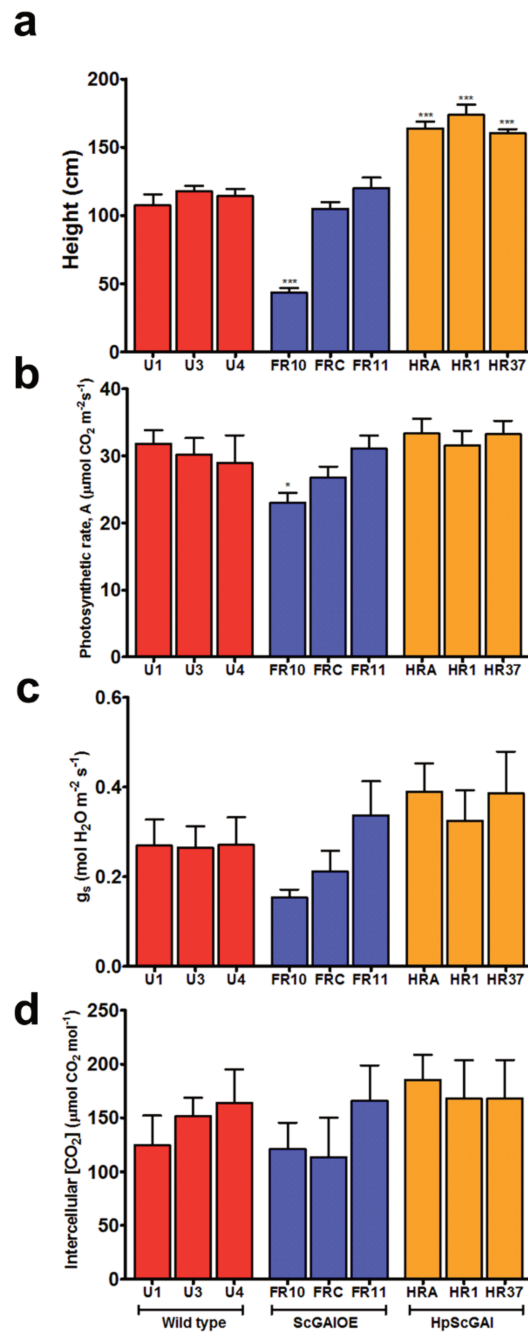 a
Height (cm)
200
150
100
50
0
***
***
***
***
U1 U3 U4 FR10 FRC FR11 HRA HR1 HR37
b
Photosynthetic rate, A (µmol CO₂ m⁻²s⁻¹)
40
30
20
10
0
*
U1 U3 U4 FR10 FRC FR11 HRA HR1 HR37
c
gₛ (mol H₂O m⁻² s⁻¹)
0.6
0.4
0.2
0.0
U1 U3 U4 FR10 FRC FR11 HRA HR1 HR37
d
Intercellular [CO₂] (µmol CO₂ mol⁻¹)
250
200
150
100
50
0
U1 U3 U4 FR10 FRC FR11 HRA HR1 HR37
Wild type ScGAIOE HpScGAI